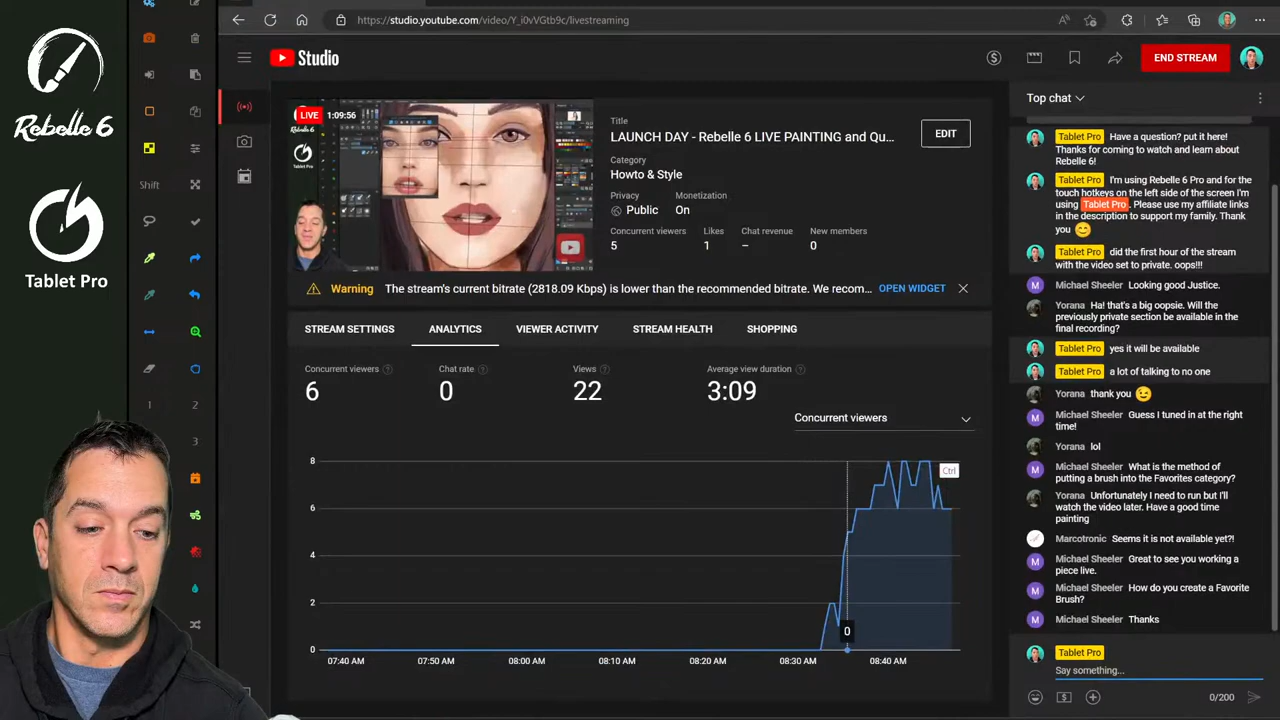 https://studio.youtube.com/video/Y_i0vVGtb9c/livestreaming
Rebelle 6
Tablet Pro
Shift
1
2
3
Studio
END STREAM
LIVE
1:09:56
Title
LAUNCH DAY - Rebelle 6 LIVE PAINTING and Qu...
EDIT
Category
Howto & Style
Privacy
Monetization
Public
On
Concurrent viewers
Likes
Chat revenue
New members
5
1
–
0
Warning
The stream's current bitrate (2818.09 Kbps) is lower than the recommended bitrate. We recom...
OPEN WIDGET
STREAM SETTINGS
ANALYTICS
VIEWER ACTIVITY
STREAM HEALTH
SHOPPING
Concurrent viewers
Chat rate
Views
Average view duration
6
0
22
3:09
Concurrent viewers
8
6
4
2
0
Ctrl
0
07:40 AM
07:50 AM
08:00 AM
08:10 AM
08:20 AM
08:30 AM
08:40 AM
Top chat
Tablet Pro Have a question? put it here!
Thanks for coming to watch and learn about
Rebelle 6!
Tablet Pro I'm using Rebelle 6 Pro and for the
touch hotkeys on the left side of the screen I'm
using Tablet Pro. Please use my affiliate links
in the description to support my family. Thank
you 😊
Tablet Pro did the first hour of the stream
with the video set to private. oops!!!
Michael Sheeler Looking good Justice.
Yorana Ha! that's a big oopsie. Will the
previously private section be available in the
final recording?
Tablet Pro yes it will be available
Tablet Pro a lot of talking to no one
Yorana thank you 😉
Michael Sheeler Guess I tuned in at the right
time!
Yorana lol
Michael Sheeler What is the method of
putting a brush into the Favorites category?
Yorana Unfortunately I need to run but I'll
watch the video later. Have a good time
painting
Marcotronic Seems it is not available yet?!
Michael Sheeler Great to see you working a
piece live.
Michael Sheeler How do you create a Favorite
Brush?
Michael Sheeler Thanks
Tablet Pro
Say something...
0/200